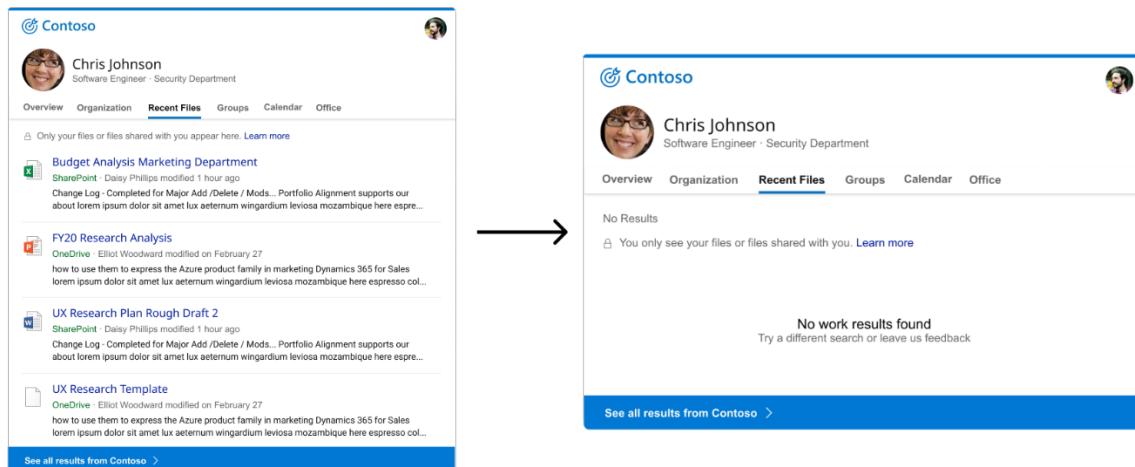 Contoso
Chris Johnson
Software Engineer · Security Department
Overview Organization Recent Files Groups Calendar Office
Only your files or files shared with you appear here. Learn more
Budget Analysis Marketing Department
SharePoint · Daisy Phillips modified 1 hour ago
Change Log - Completed for Major Add /Delete / Mods... Portfolio Alignment supports our
about lorem ipsum dolor sit amet lux aeternum wingardium leviosa mozambique here espre...
FY20 Research Analysis
OneDrive · Elliot Woodward modified on February 27
how to use them to express the Azure product family in marketing Dynamics 365 for Sales
lorem ipsum dolor sit amet lux aeternum wingardium leviosa mozambique here espresso col...
UX Research Plan Rough Draft 2
SharePoint · Daisy Phillips modified 1 hour ago
Change Log - Completed for Major Add /Delete / Mods... Portfolio Alignment supports our
about lorem ipsum dolor sit amet lux aeternum wingardium leviosa mozambique here espre...
UX Research Template
OneDrive · Elliot Woodward modified on February 27
how to use them to express the Azure product family in marketing Dynamics 365 for Sales
lorem ipsum dolor sit amet lux aeternum wingardium leviosa mozambique here espresso col...
See all results from Contoso >
Contoso
Chris Johnson
Software Engineer · Security Department
Overview Organization Recent Files Groups Calendar Office
No Results
You only see your files or files shared with you. Learn more
No work results found
Try a different search or leave us feedback
See all results from Contoso >